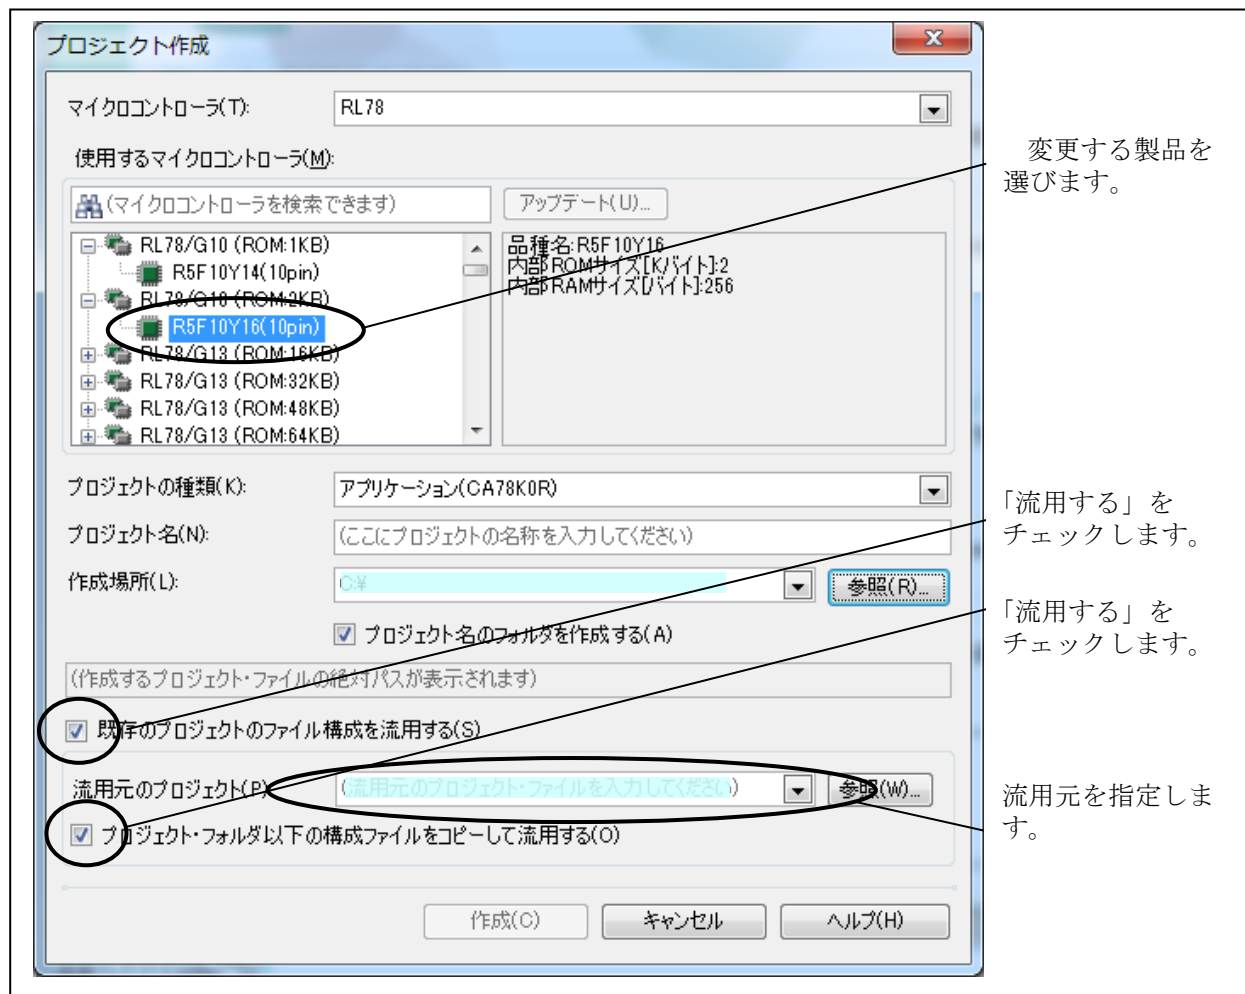 プロジェクト作成
マイクロコントローラ(T):
RL78
使用するマイクロコントローラ(M):
(マイクロコントローラを検索できます)
アップデート(U)...
RL78/G10 (ROM:1KB)
R5F10Y14(10pin)
RL78/G10 (ROM:2KB)
R5F10Y16(10pin)
RL78/G13 (ROM:16KB)
RL78/G13 (ROM:32KB)
RL78/G13 (ROM:48KB)
RL78/G13 (ROM:64KB)
品種名:R5F10Y16
内部ROMサイズ[Kバイト]:2
内部RAMサイズ[バイト]:256
変更する製品を
選びます。
プロジェクトの種類(K):
アプリケーション(CA78K0R)
プロジェクト名(N):
(ここにプロジェクトの名称を入力してください)
作成場所(L):
C:¥
参照(R)...
プロジェクト名のフォルダを作成する(A)
(作成するプロジェクト・ファイルの絶対パスが表示されます)
既存のプロジェクトのファイル構成を流用する(S)
流用元のプロジェクト(P)
(流用元のプロジェクト・ファイルを入力してください)
参照(W)...
プロジェクト・フォルダ以下の構成ファイルをコピーして流用する(O)
「流用する」を
チェックします。
「流用する」を
チェックします。
流用元を指定しま
す。
作成(C)
キャンセル
ヘルプ(H)